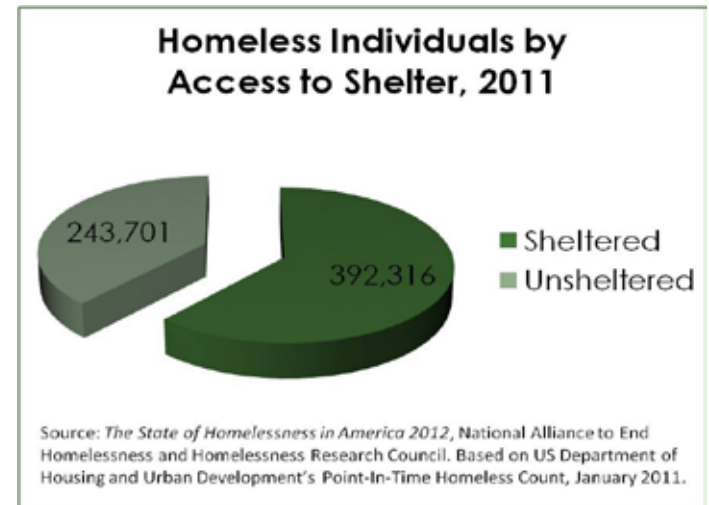 Homeless Individuals by
Access to Shelter, 2011
243,701
392,316
Sheltered
Unsheltered
Source: The State of Homelessness in America 2012, National Alliance to End
Homelessness and Homelessness Research Council. Based on US Department of
Housing and Urban Development's Point-In-Time Homeless Count, January 2011.